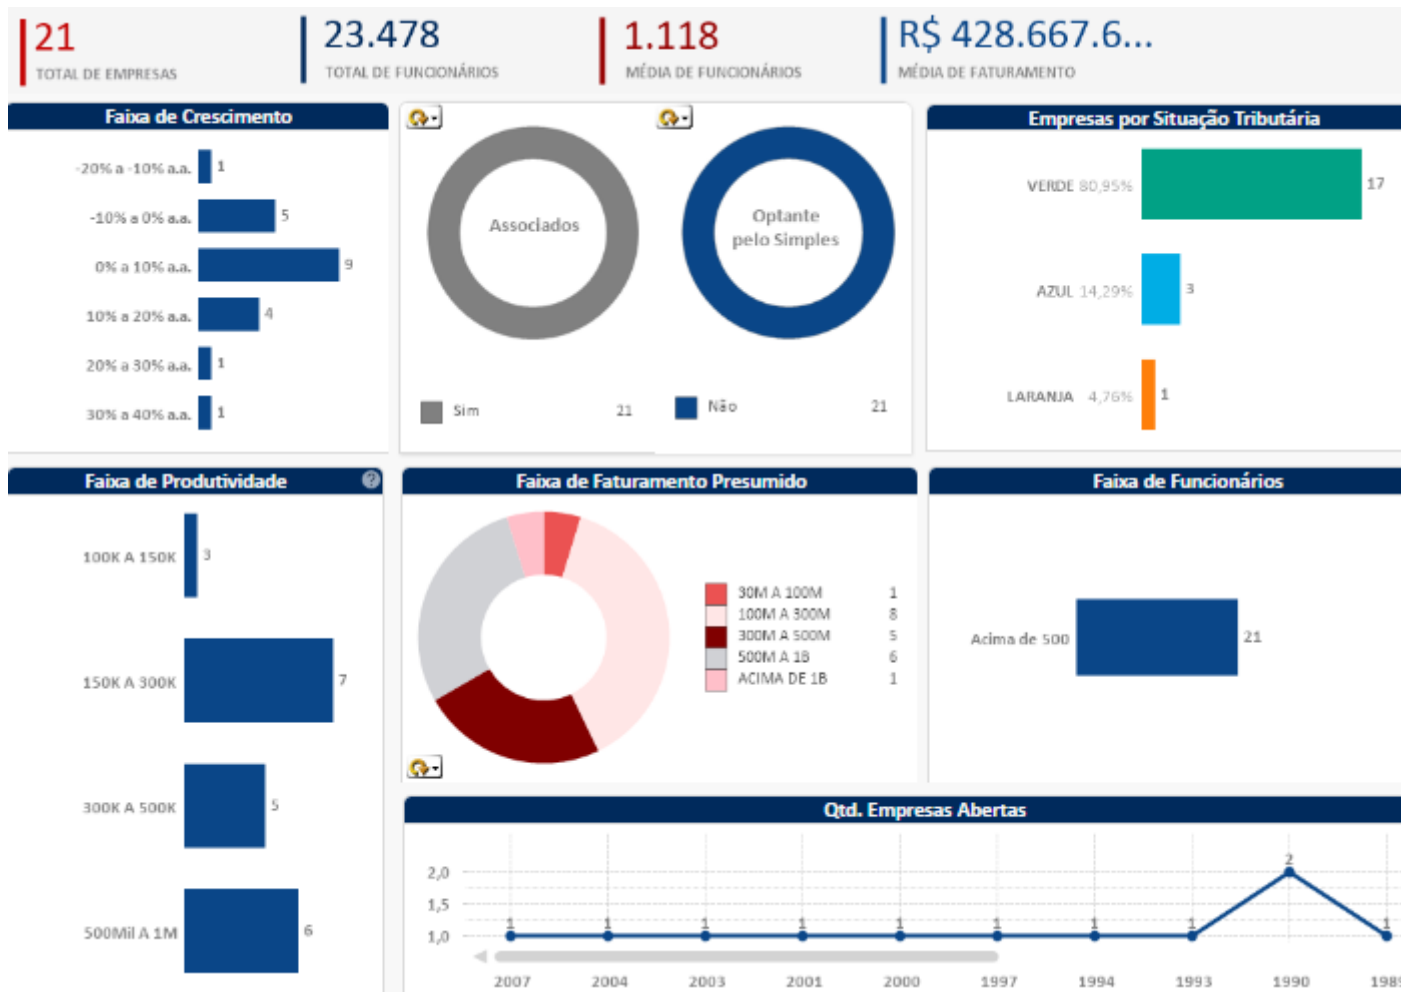 21
TOTAL DE EMPRESAS
23.478
TOTAL DE FUNCIONÁRIOS
1.118
MÉDIA DE FUNCIONÁRIOS
R$ 428.667.6...
MÉDIA DE FATURAMENTO
Faixa de Crescimento
-20% a -10% a.a. 1
-10% a 0% a.a. 5
0% a 10% a.a. 9
10% a 20% a.a. 4
20% a 30% a.a. 1
30% a 40% a.a. 1
Associados
Sim 21
Optante
pelo Simples
Não 21
Empresas por Situação Tributária
VERDE 80,95% 17
AZUL 14,29% 3
LARANJA 4,76% 1
Faixa de Produtividade ?
100K A 150K 3
150K A 300K 7
300K A 500K 5
500Mil A 1M 6
Faixa de Faturamento Presumido
30M A 100M 1
100M A 300M 8
300M A 500M 5
500M A 1B 6
ACIMA DE 1B 1
Faixa de Funcionários
Acima de 500 21
Qtd. Empresas Abertas
2,0
1,5
1,0
1 1 1 1 1 1 1 1 2 1
2007 2004 2003 2001 2000 1997 1994 1993 1990 1989